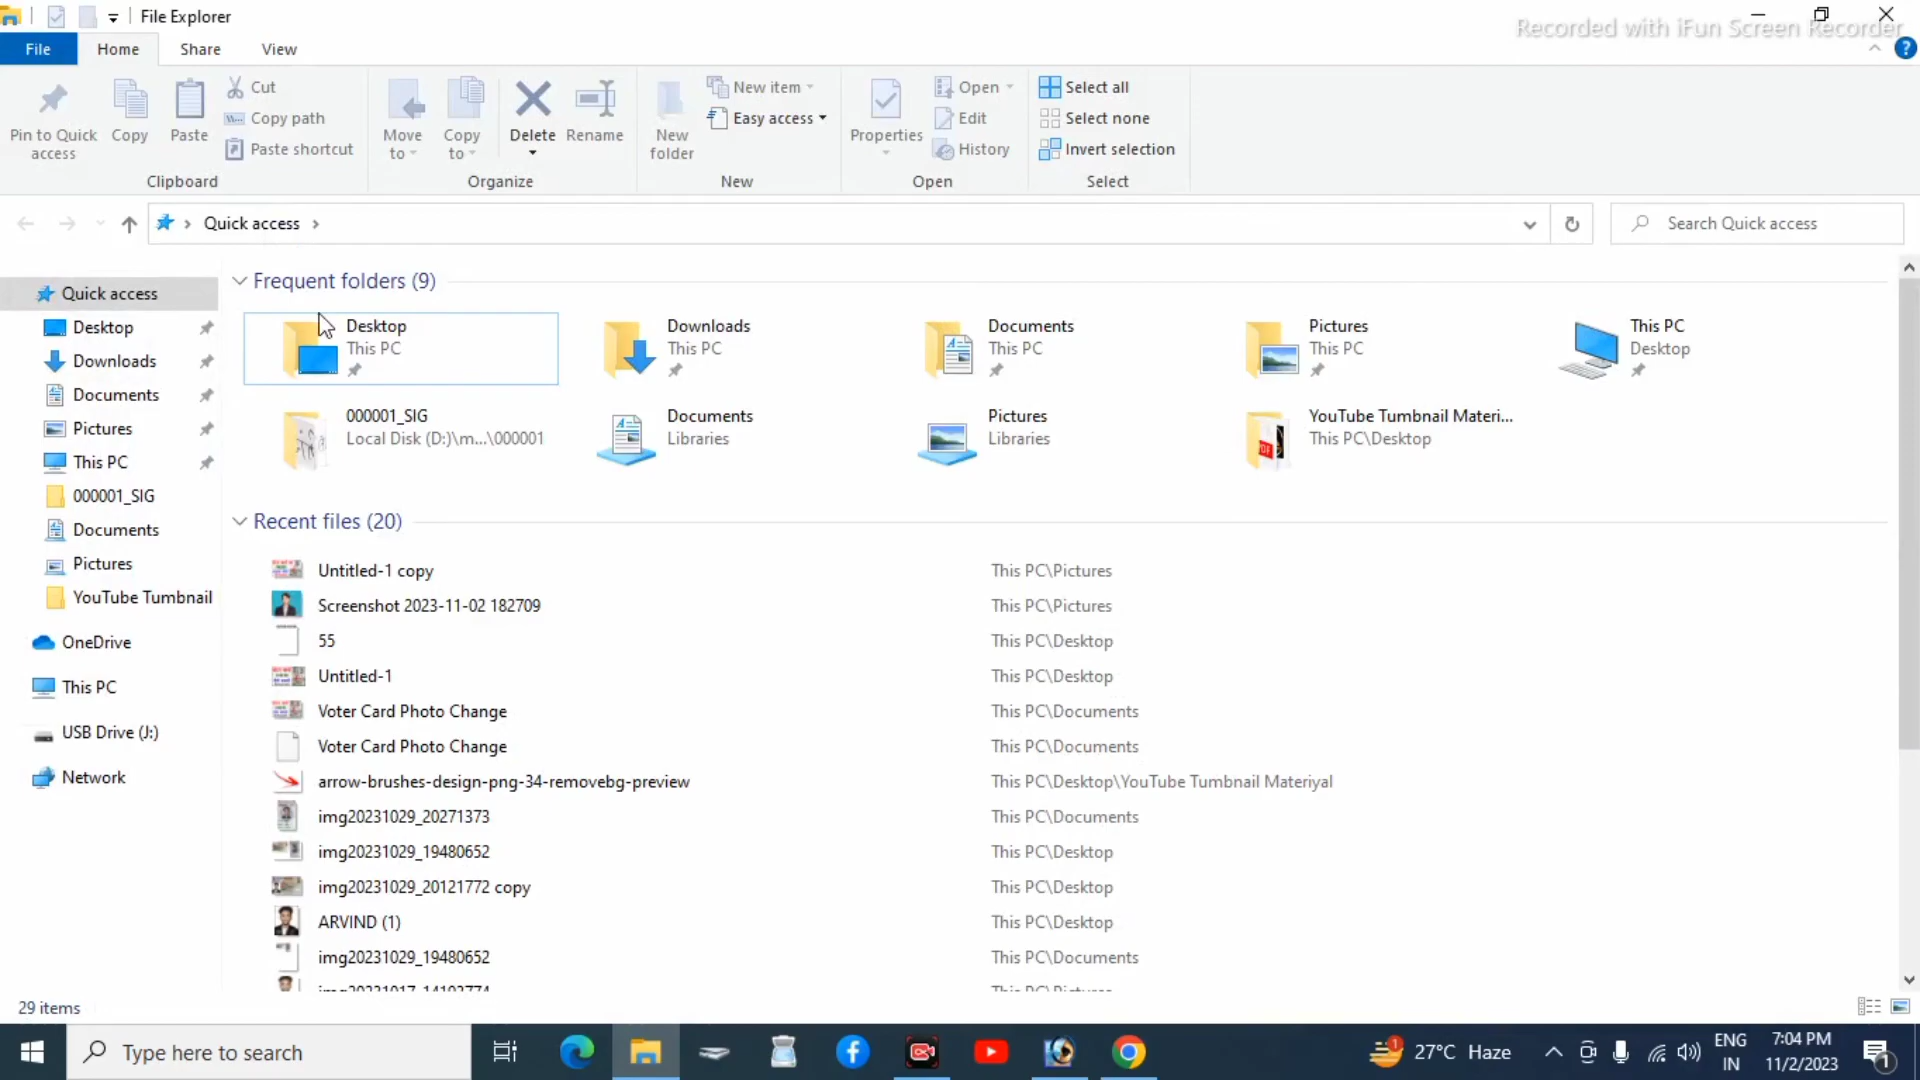 File Explorer
Recorded with iFun Screen Recorder
File Home Share View
Pin to Quick access
Copy
Paste
Cut
Copy path
Paste shortcut
Clipboard
Move to
Copy to
Delete
Rename
Organize
New folder
New item
Easy access
New
Properties
Open
Edit
History
Open
Select all
Select none
Invert selection
Select
Quick access
Search Quick access
Quick access
Desktop
Downloads
Documents
Pictures
This PC
000001_SIG
Documents
Pictures
YouTube Tumbnail
OneDrive
This PC
USB Drive (J:)
Network
Frequent folders (9)
Desktop
This PC
Downloads
This PC
Documents
This PC
Pictures
This PC
This PC
Desktop
000001_SIG
Local Disk (D:)\m...\000001
Documents
Libraries
Pictures
Libraries
YouTube Tumbnail Materi...
This PC\Desktop
Recent files (20)
Untitled-1 copy This PC\Pictures
Screenshot 2023-11-02 182709 This PC\Pictures
55 This PC\Desktop
Untitled-1 This PC\Desktop
Voter Card Photo Change This PC\Documents
Voter Card Photo Change This PC\Documents
arrow-brushes-design-png-34-removebg-preview This PC\Desktop\YouTube Tumbnail Materiyal
img20231029_20271373 This PC\Documents
img20231029_19480652 This PC\Desktop
img20231029_20121772 copy This PC\Desktop
ARVIND (1) This PC\Desktop
img20231029_19480652 This PC\Documents
29 items
Type here to search
27°C Haze
ENG
IN
7:04 PM
11/2/2023